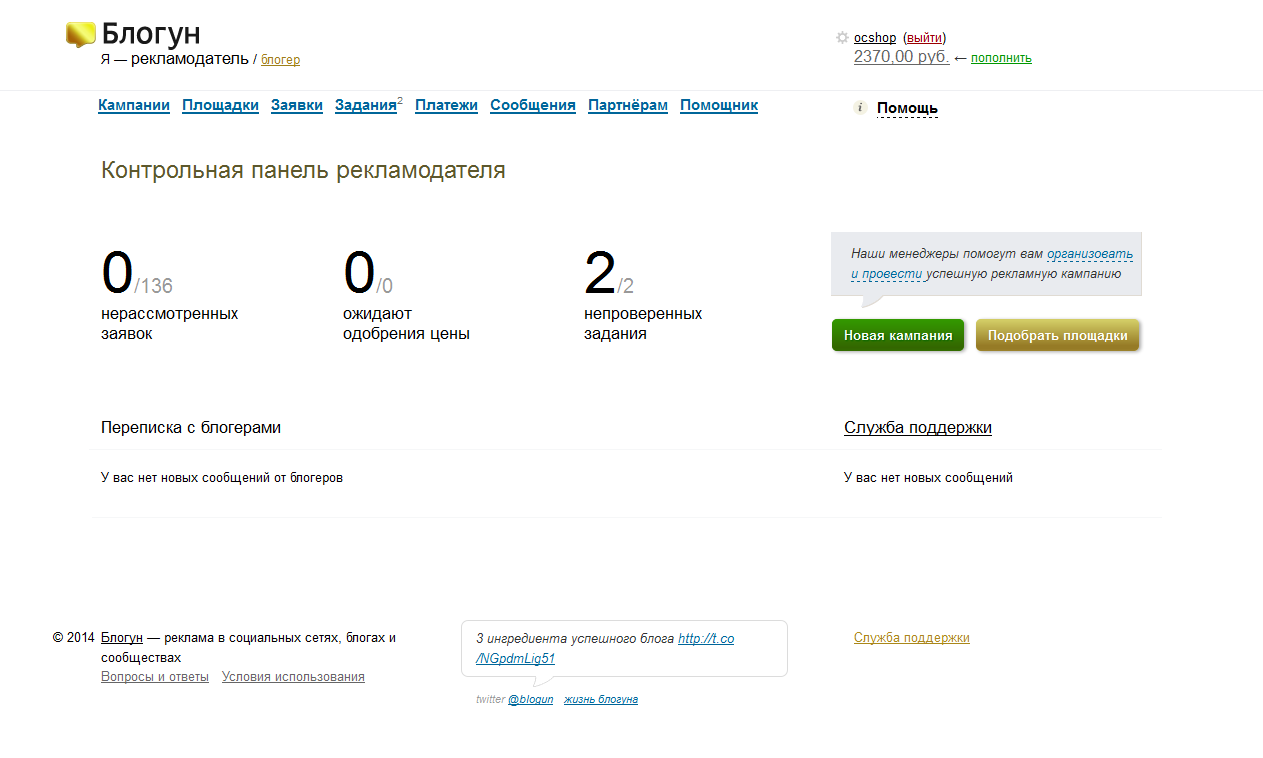 Блогун
Я — рекламодатель / блогер
ocshop (выйти)
2370,00 руб. ← пополнить
Кампании Площадки Заявки Задания2 Платежи Сообщения Партнёрам Помощник
i Помощь
Контрольная панель рекламодателя
0/136
нерассмотренных
заявок
0/0
ожидают
одобрения цены
2/2
непроверенных
задания
Наши менеджеры помогут вам организовать
и провести успешную рекламную кампанию
Новая кампания
Подобрать площадки
Переписка с блогерами
У вас нет новых сообщений от блогеров
Служба поддержки
У вас нет новых сообщений
© 2014 Блогун — реклама в социальных сетях, блогах и
сообществах
Вопросы и ответы Условия использования
3 ингредиента успешного блога http://t.co
/NGpdmLig51
twitter @blogun жизнь блогуна
Служба поддержки